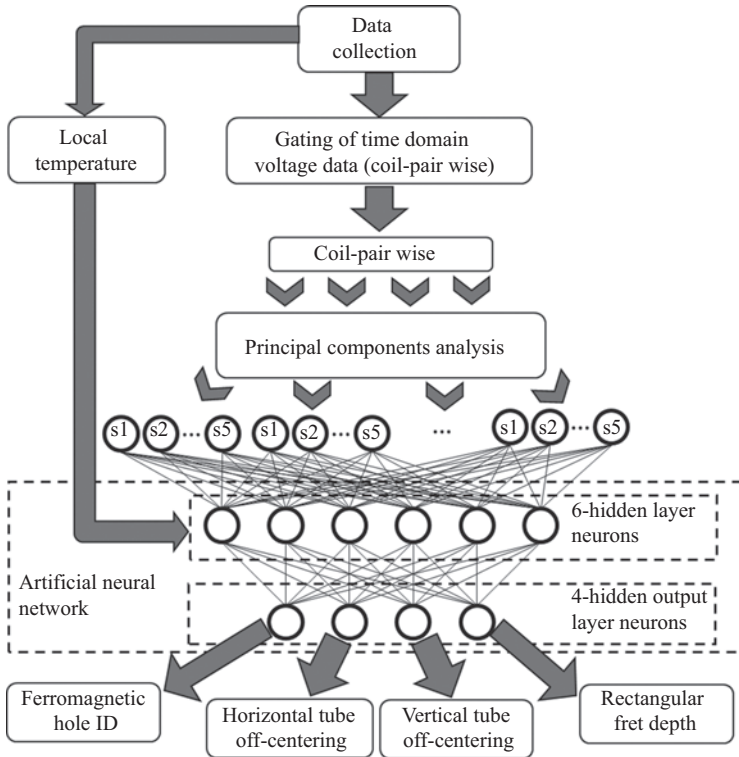 Data
collection
Local
temperature
Gating of time domain
voltage data (coil-pair wise)
Coil-pair wise
Principal components analysis
s1 s2 ... s5 s1 s2 ... s5 ... s1 s2 ... s5
6-hidden layer
neurons
Artificial neural
network
4-hidden output
layer neurons
Ferromagnetic
hole ID
Horizontal tube
off-centering
Vertical tube
off-centering
Rectangular
fret depth